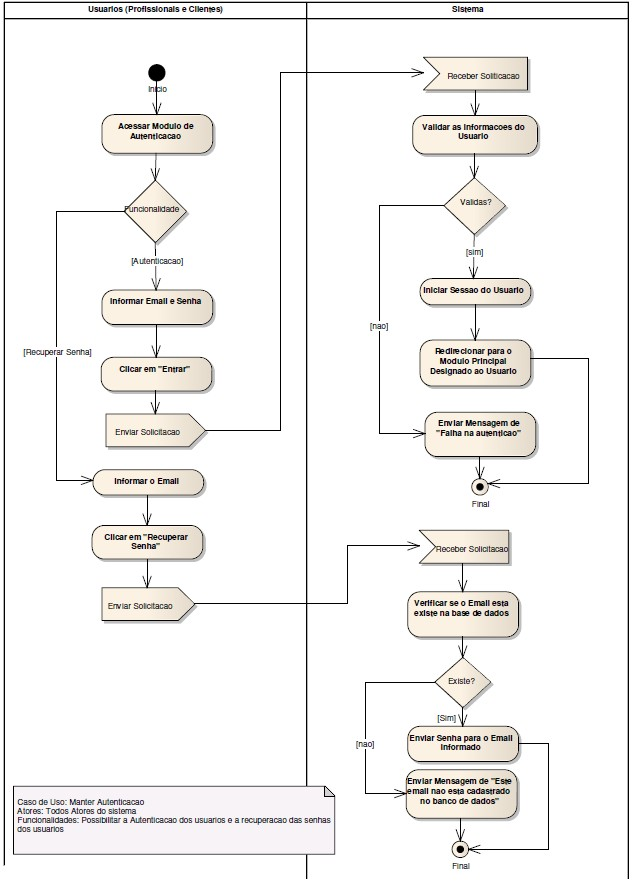 Usuarios (Profissionais e Clientes)
Sistema
Inicio
Acessar Modulo de
Autenticacao
Funcionalidade
[Autenticacao]
[Recuperar Senha]
Informar Email e Senha
Clicar em "Entrar"
Enviar Solicitacao
Informar o Email
Clicar em "Recuperar
Senha"
Enviar Solicitacao
Receber Soliticacao
Validar as informacoes do
Usuario
Validas?
[sim]
[nao]
Iniciar Sessao do Usuario
Redirecionar para o
Modulo Principal
Designado ao Usuario
Enviar Mensagem de
"Falha na autenticao"
Final
Receber Solicitacao
Verificar se o Email esta
existe na base de dados
Existe?
[Sim]
[nao]
Enviar Senha para o Email
Informado
Enviar Mensagem de "Este
email nao esta cadastrado
no banco de dados"
Final
Caso de Uso: Manter Autenticacao
Atores: Todos Atores do sistema
Funcionalidades: Possibilitar a Autenticacao dos usuarios e a recuperacao das senhas
dos usuarios